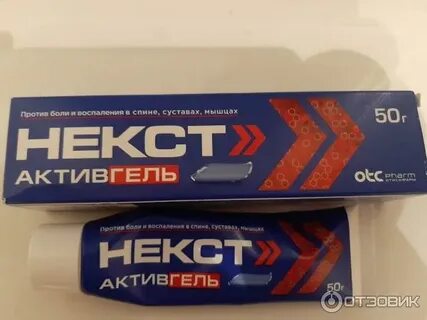 Против боли и воспаления в спине, суставах, мышцах
НЕКСТ
АКТИВГЕЛЬ
50 г
otc pharm
Против боли и воспаления в спине, суставах, мышцах
НЕКСТ
АКТИВГЕЛЬ
50г
ОТЗОВИК